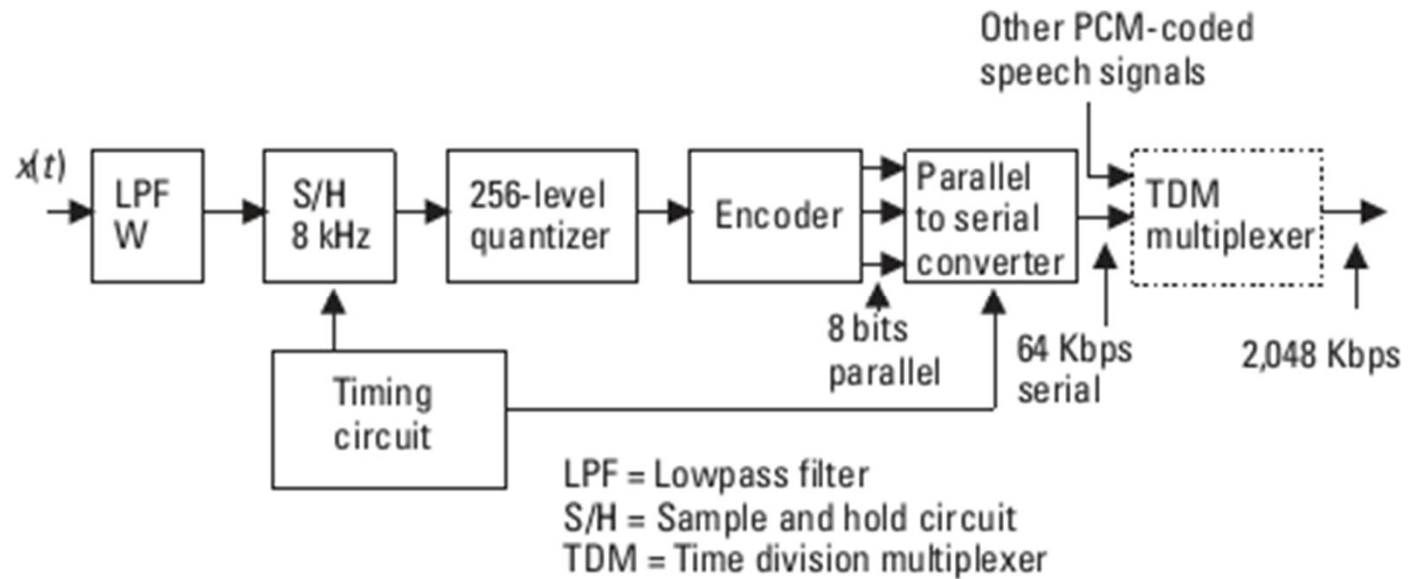 Other PCM-coded
speech signals
x(t)
LPF
W
S/H
8 kHz
256-level
quantizer
Encoder
Parallel
to serial
converter
TDM
multiplexer
8 bits
parallel
64 Kbps
serial
2,048 Kbps
Timing
circuit
LPF = Lowpass filter
S/H = Sample and hold circuit
TDM = Time division multiplexer